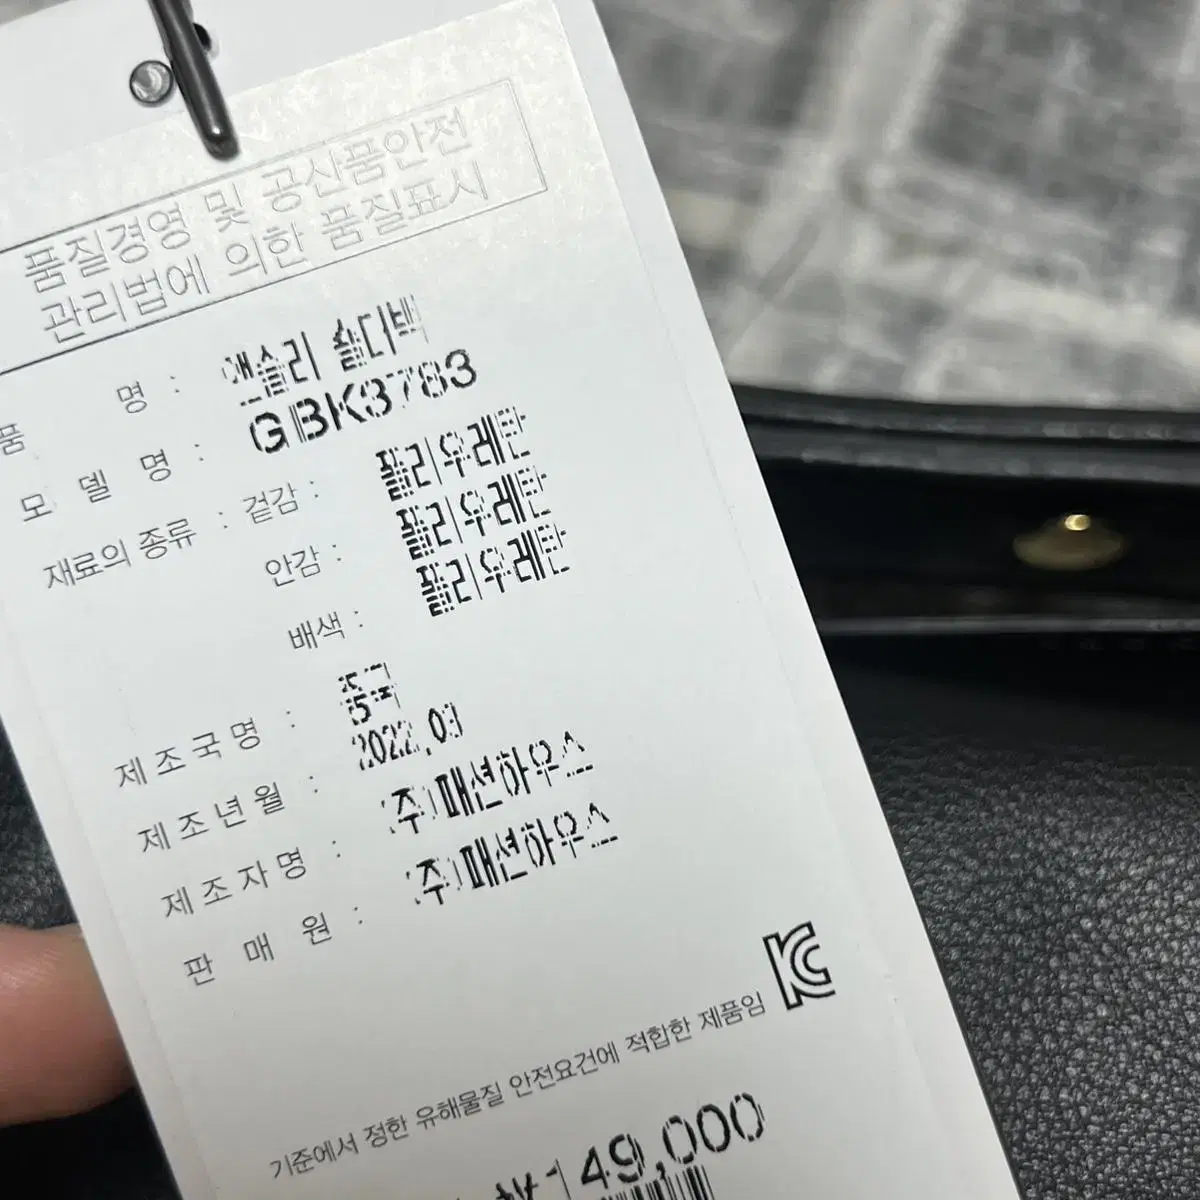 품질경영 및 공산품안전
관리법에 의한 품질표시
품 명 : 앤슬리 숄더백
모 델 명 : GBK3783
재료의 종류 : 겉감 : 폴리우레탄
안감 : 폴리우레탄
배색 : 폴리우레탄
제 조 국 명 : 중국
제 조 년 월 : 2022.03
제 조 자 명 : (주)패션하우스
판 매 원 : (주)패션하우스
KC
기준에서 정한 유해물질 안전요건에 적합한 제품임
₩149,000